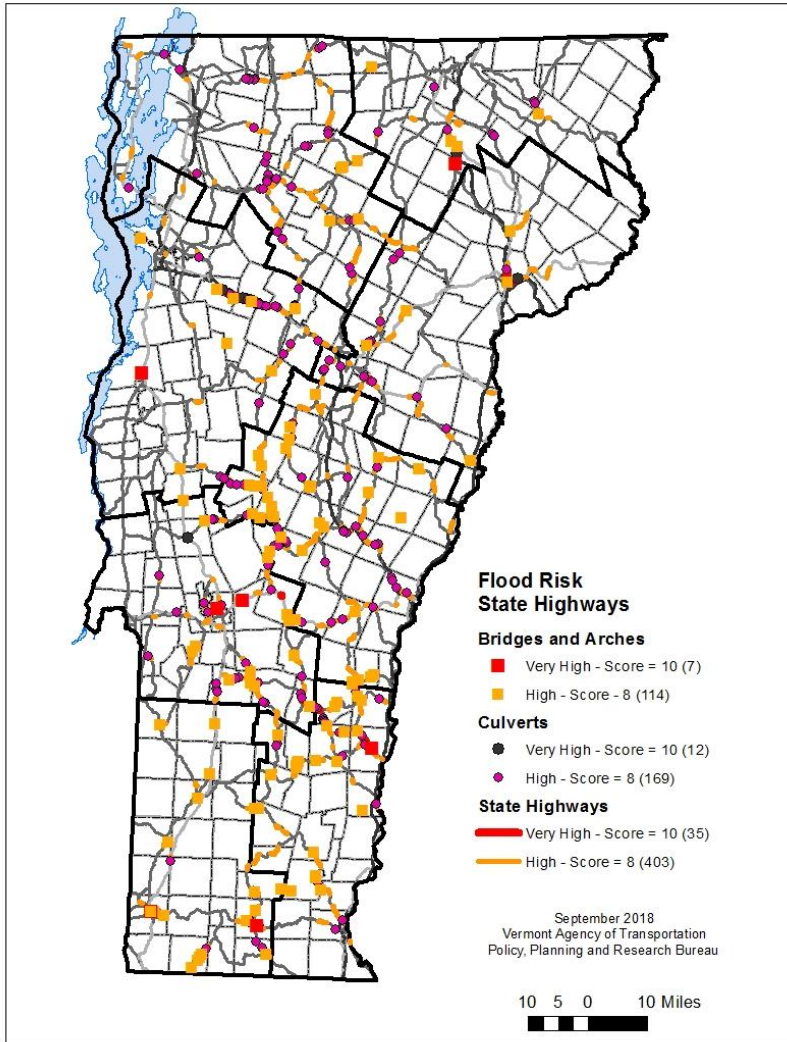 Flood Risk
State Highways
Bridges and Arches
Very High - Score = 10 (7)
High - Score - 8 (114)
Culverts
Very High - Score = 10 (12)
High - Score = 8 (169)
State Highways
Very High - Score = 10 (35)
High - Score = 8 (403)
September 2018
Vermont Agency of Transportation
Policy, Planning and Research Bureau
10 5 0 10 Miles